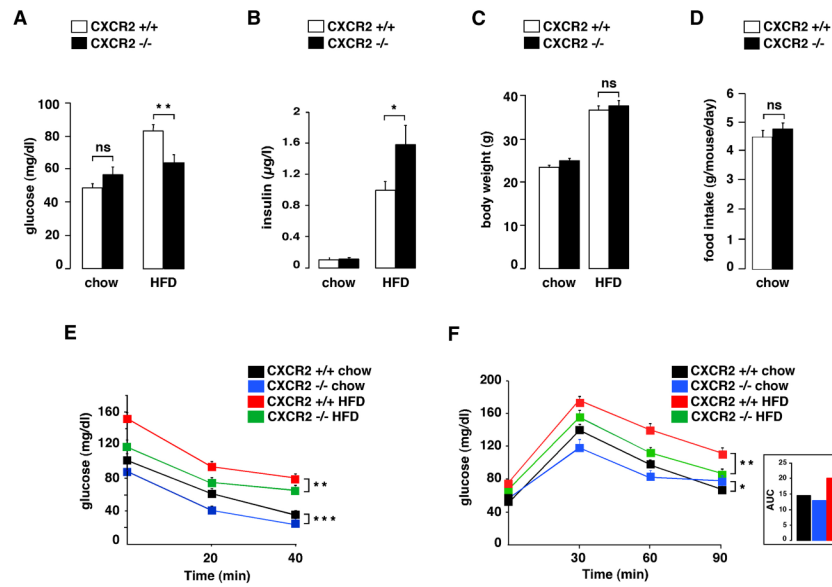 A
CXCR2 +/+
CXCR2 -/-
glucose (mg/dl)
100
80
60
40
20
0
ns
* *
chow
HFD
B
CXCR2 +/+
CXCR2 -/-
insulin (µg/l)
2
1.6
1.2
0.8
0.4
0
*
chow
HFD
C
CXCR2 +/+
CXCR2 -/-
body weight (g)
40
30
20
10
0
ns
chow
HFD
D
CXCR2 +/+
CXCR2 -/-
food intake (g/mouse/day)
6
5
4
3
2
1
0
ns
chow
E
CXCR2 +/+ chow
CXCR2 -/- chow
CXCR2 +/+ HFD
CXCR2 -/- HFD
glucose (mg/dl)
160
120
80
40
0
* *
* * *
20
40
Time (min)
F
CXCR2 +/+ chow
CXCR2 -/- chow
CXCR2 +/+ HFD
CXCR2 -/- HFD
glucose (mg/dl)
200
160
120
80
40
0
* *
*
30
60
90
Time (min)
AUC
25
20
15
10
5
0